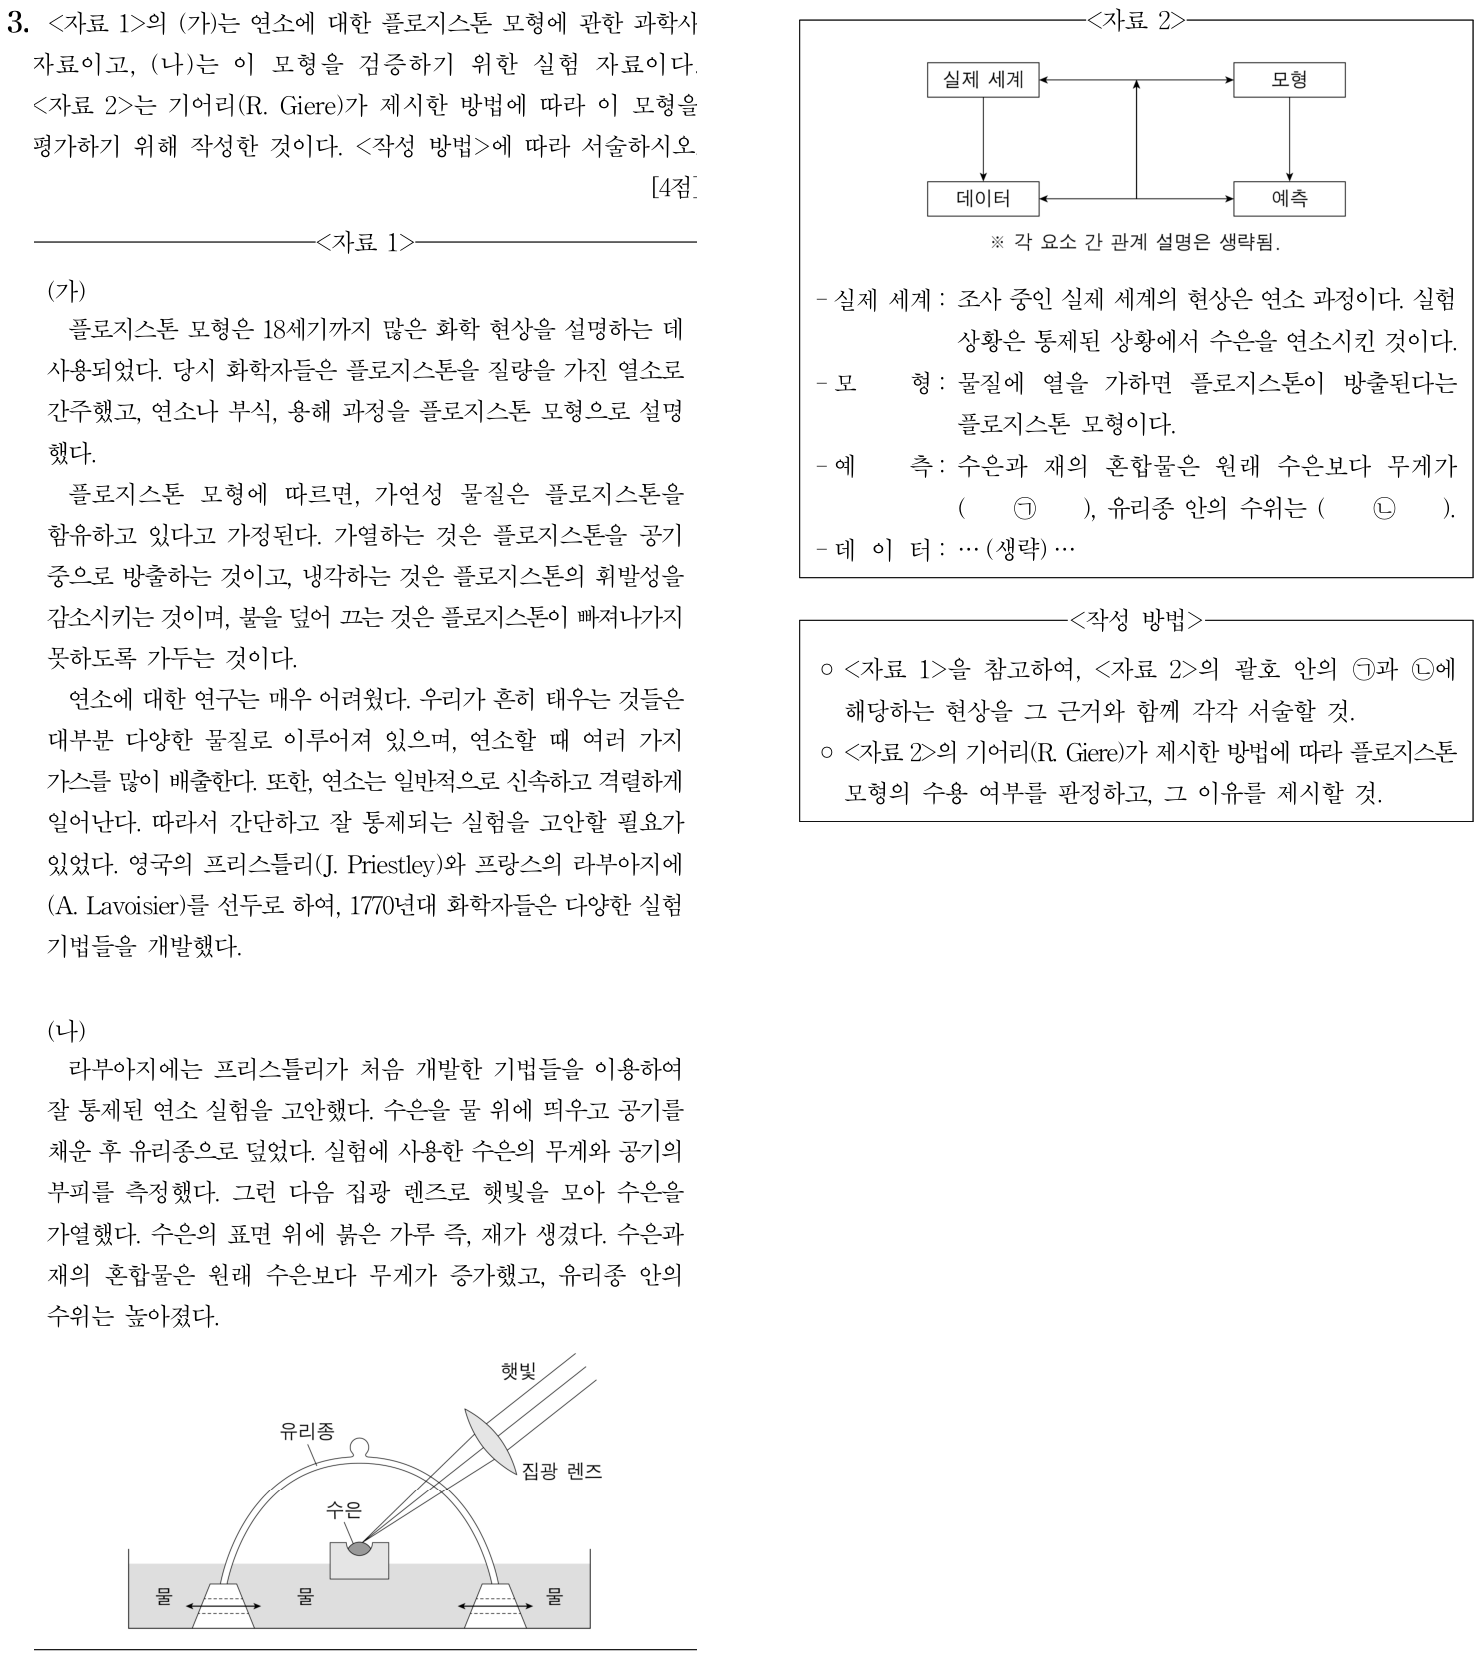 3. <자료 1>의 (가)는 연소에 대한 플로지스톤 모형에 관한 과학사
자료이고, (나)는 이 모형을 검증하기 위한 실험 자료이다.
<자료 2>는 기어리(R. Giere)가 제시한 방법에 따라 이 모형을
평가하기 위해 작성한 것이다. <작성 방법>에 따라 서술하시오.
[4점]
<자료 1>
(가)
플로지스톤 모형은 18세기까지 많은 화학 현상을 설명하는 데
사용되었다. 당시 화학자들은 플로지스톤을 질량을 가진 열소로
간주했고, 연소나 부식, 용해 과정을 플로지스톤 모형으로 설명
했다.
플로지스톤 모형에 따르면, 가연성 물질은 플로지스톤을
함유하고 있다고 가정된다. 가열하는 것은 플로지스톤을 공기
중으로 방출하는 것이고, 냉각하는 것은 플로지스톤의 휘발성을
감소시키는 것이며, 불을 덮어 끄는 것은 플로지스톤이 빠져나가지
못하도록 가두는 것이다.
연소에 대한 연구는 매우 어려웠다. 우리가 흔히 태우는 것들은
대부분 다양한 물질로 이루어져 있으며, 연소할 때 여러 가지
가스를 많이 배출한다. 또한, 연소는 일반적으로 신속하고 격렬하게
일어난다. 따라서 간단하고 잘 통제되는 실험을 고안할 필요가
있었다. 영국의 프리스틀리(J. Priestley)와 프랑스의 라부아지에
(A. Lavoisier)를 선두로 하여, 1770년대 화학자들은 다양한 실험
기법들을 개발했다.
(나)
라부아지에는 프리스틀리가 처음 개발한 기법들을 이용하여
잘 통제된 연소 실험을 고안했다. 수은을 물 위에 띄우고 공기를
채운 후 유리종으로 덮었다. 실험에 사용한 수은의 무게와 공기의
부피를 측정했다. 그런 다음 집광 렌즈로 햇빛을 모아 수은을
가열했다. 수은의 표면 위에 붉은 가루 즉, 재가 생겼다. 수은과
재의 혼합물은 원래 수은보다 무게가 증가했고, 유리종 안의
수위는 높아졌다.
햇빛
유리종
집광 렌즈
수은
물 물 물
<자료 2>
실제 세계 모형
데이터 예측
※ 각 요소 간 관계 설명은 생략됨.
- 실제 세계 : 조사 중인 실제 세계의 현상은 연소 과정이다. 실험
상황은 통제된 상황에서 수은을 연소시킨 것이다.
- 모 형 : 물질에 열을 가하면 플로지스톤이 방출된다는
플로지스톤 모형이다.
- 예 측 : 수은과 재의 혼합물은 원래 수은보다 무게가
( ㉠ ), 유리종 안의 수위는 ( ㉡ ).
- 데 이 터 : … (생략) …
<작성 방법>
○ <자료 1>을 참고하여, <자료 2>의 괄호 안의 ㉠과 ㉡에
해당하는 현상을 그 근거와 함께 각각 서술할 것.
○ <자료 2>의 기어리(R. Giere)가 제시한 방법에 따라 플로지스톤
모형의 수용 여부를 판정하고, 그 이유를 제시할 것.